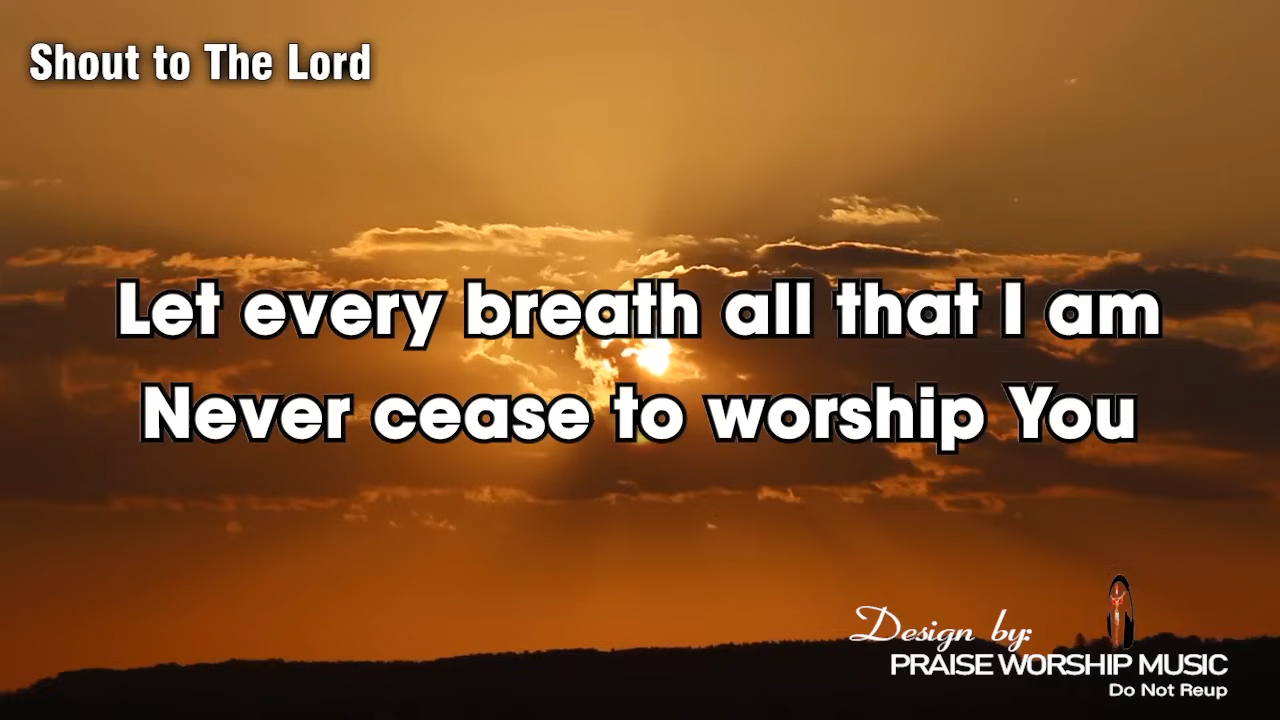 Shout to The Lord
Let every breath all that I am
Never cease to worship You
Design by:
PRAISE WORSHIP MUSIC
Do Not Reup